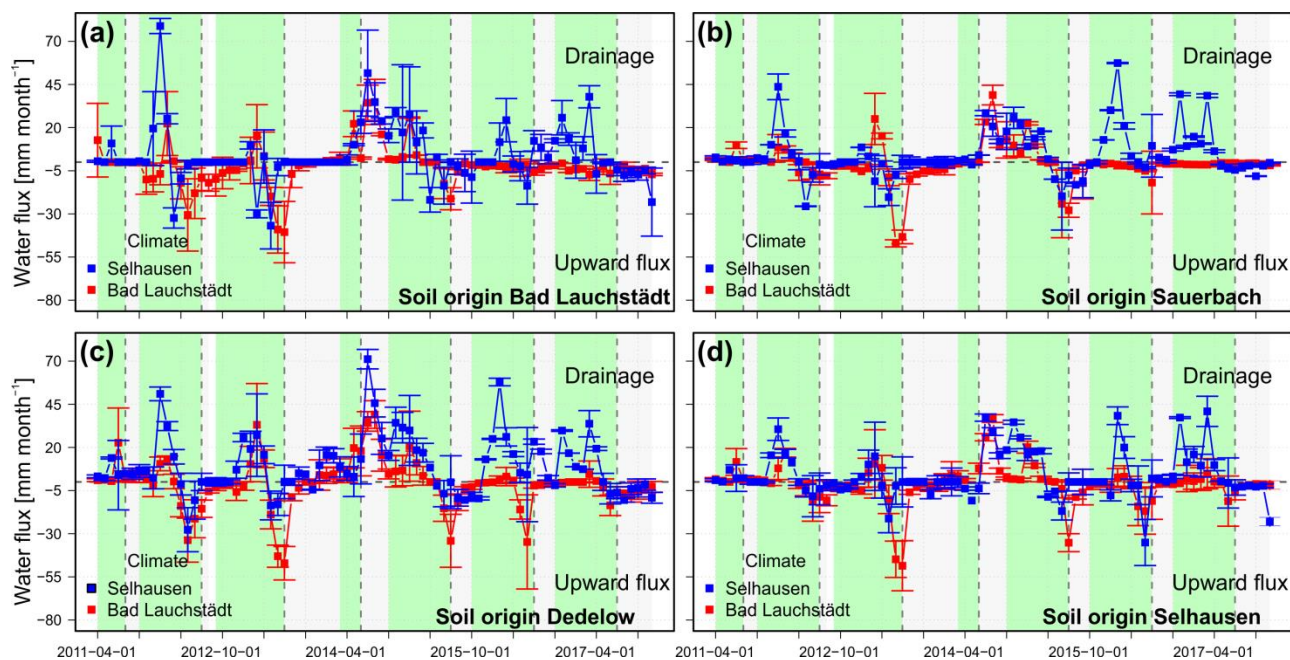 (a)
Drainage
Climate
Selhausen
Bad Lauchstädt
Upward flux
Soil origin Bad Lauchstädt
Water flux [mm month⁻¹]
70
45
20
−5
−30
−55
−80
(b)
Drainage
Climate
Selhausen
Bad Lauchstädt
Upward flux
Soil origin Sauerbach
(c)
Drainage
Climate
Selhausen
Bad Lauchstädt
Upward flux
Soil origin Dedelow
Water flux [mm month⁻¹]
70
45
20
−5
−30
−55
−80
2011−04−01 2012−10−01 2014−04−01 2015−10−01 2017−04−01
(d)
Drainage
Climate
Selhausen
Bad Lauchstädt
Upward flux
Soil origin Selhausen
2011−04−01 2012−10−01 2014−04−01 2015−10−01 2017−04−01